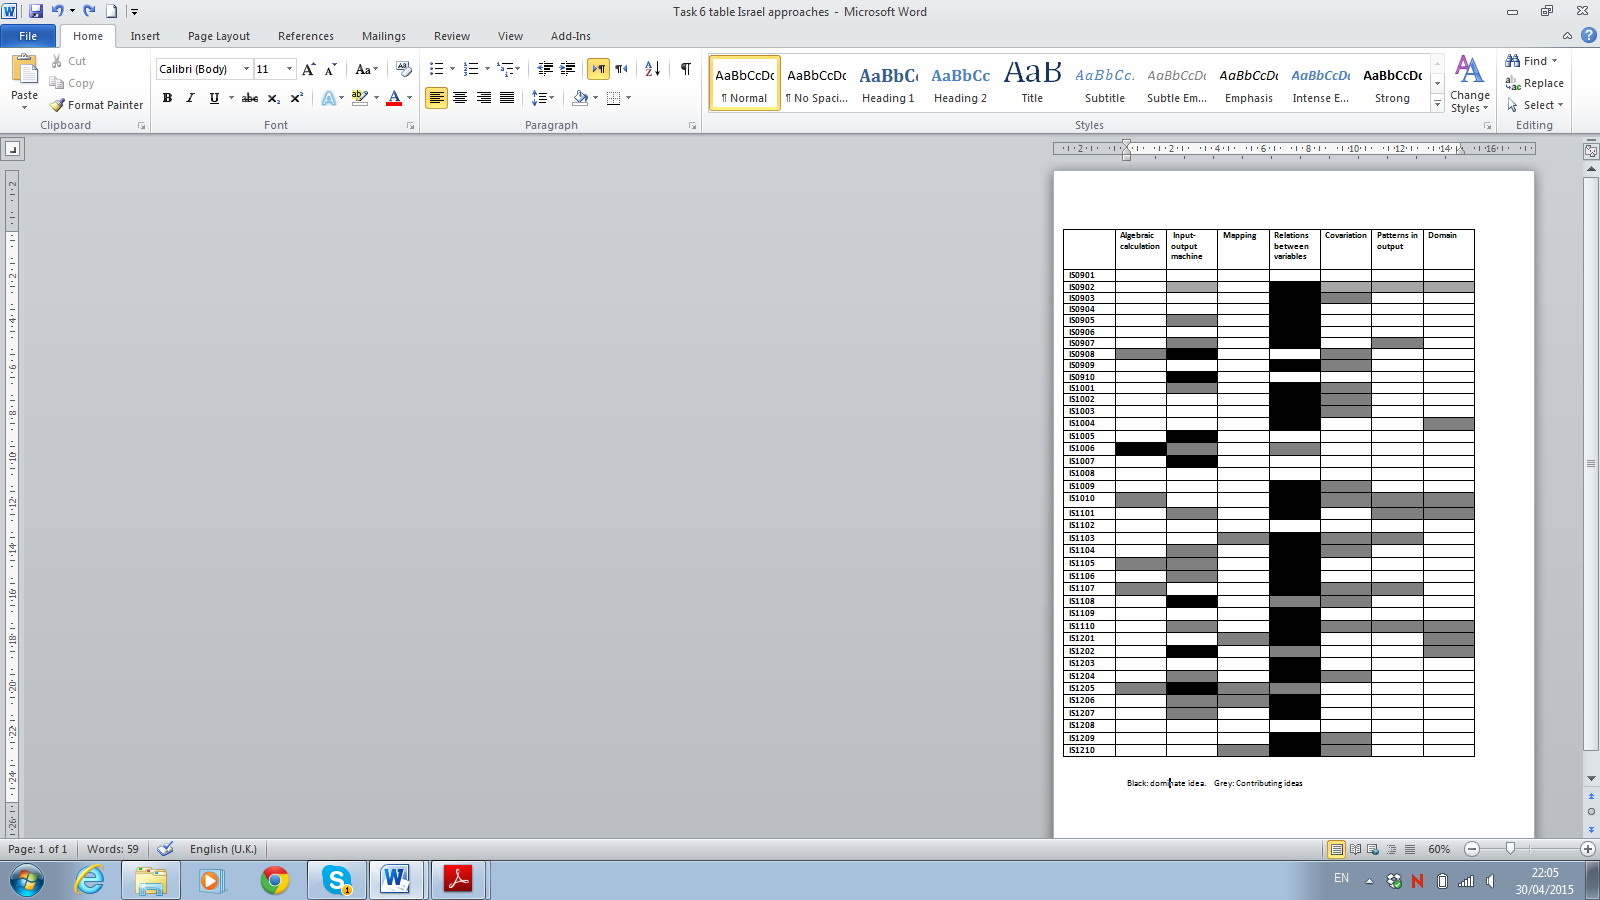 Task 6 table Israel approaches - Microsoft Word
File Home Insert Page Layout References Mailings Review View Add-Ins
Paste
Cut
Copy
Format Painter
Clipboard
Calibri (Body) 11
Font
Paragraph
AaBbCcDc AaBbCcDc AaBbCc AaBbCc AaB AaBbCc. AaBbCcDc AaBbCcDc AaBbCcDc AaBbCcDc
¶ Normal ¶ No Spaci... Heading 1 Heading 2 Title Subtitle Subtle Em... Emphasis Intense E... Strong
Change Styles
Styles
Find
Replace
Select
Editing
Algebraic calculation Input-output machine Mapping Relations between variables Covariation Patterns in output Domain
IS0901
IS0902
IS0903
IS0904
IS0905
IS0906
IS0907
IS0908
IS0909
IS0910
IS1001
IS1002
IS1003
IS1004
IS1005
IS1006
IS1007
IS1008
IS1009
IS1010
IS1101
IS1102
IS1103
IS1104
IS1105
IS1106
IS1107
IS1108
IS1109
IS1110
IS1201
IS1202
IS1203
IS1204
IS1205
IS1206
IS1207
IS1208
IS1209
IS1210
Black: dominate idea. Grey: Contributing ideas
Page: 1 of 1 Words: 59 English (U.K.) 60%
EN 22:05
30/04/2015